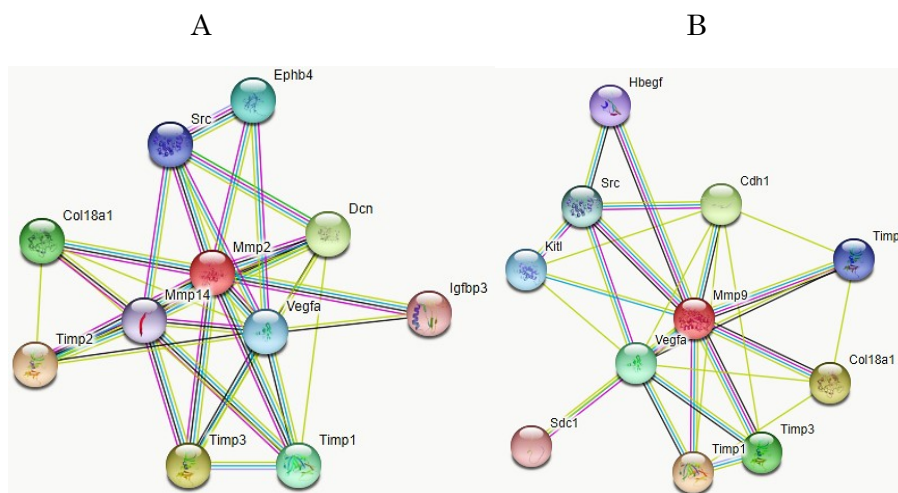 A
B
Ephb4
Src
Col18a1
Dcn
Mmp2
Igfbp3
Mmp14
Vegfa
Timp2
Timp3
Timp1
Hbegf
Src
Cdh1
Kitl
Timp
Mmp9
Vegfa
Col18a1
Sdc1
Timp3
Timp1